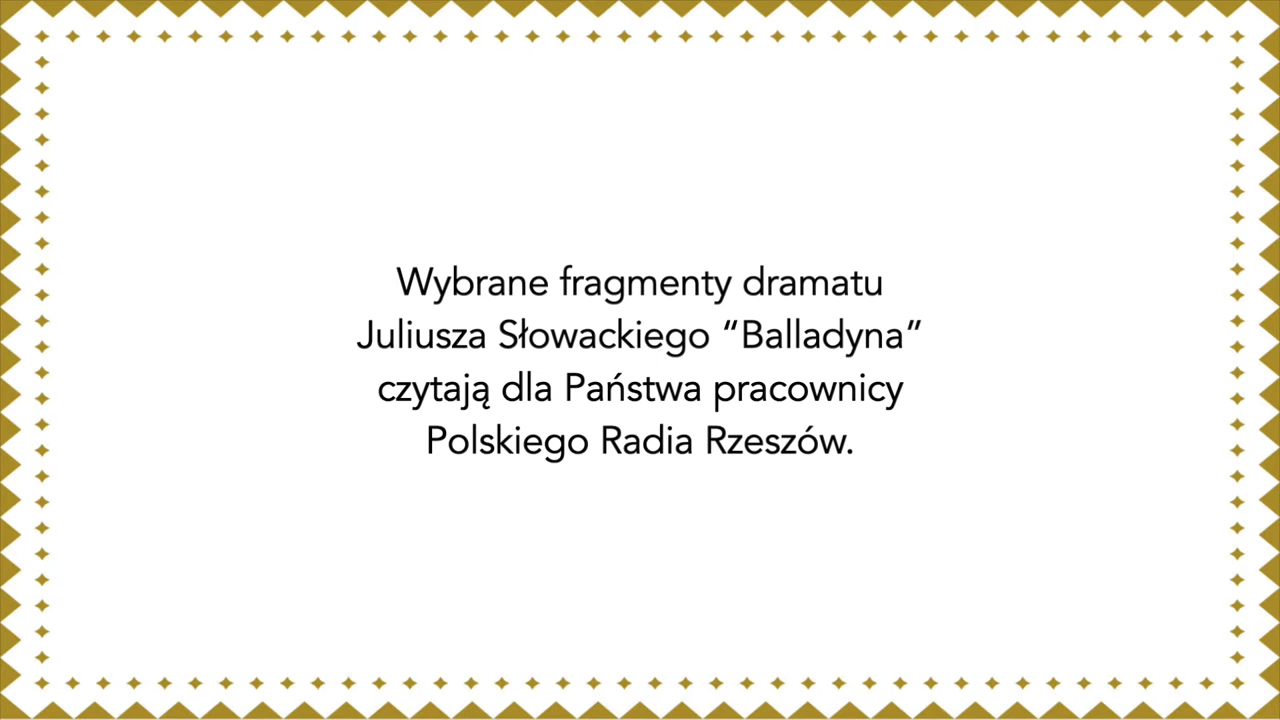 Wybrane fragmenty dramatu
Juliusza Słowackiego “Balladyna”
czytają dla Państwa pracownicy
Polskiego Radia Rzeszów.